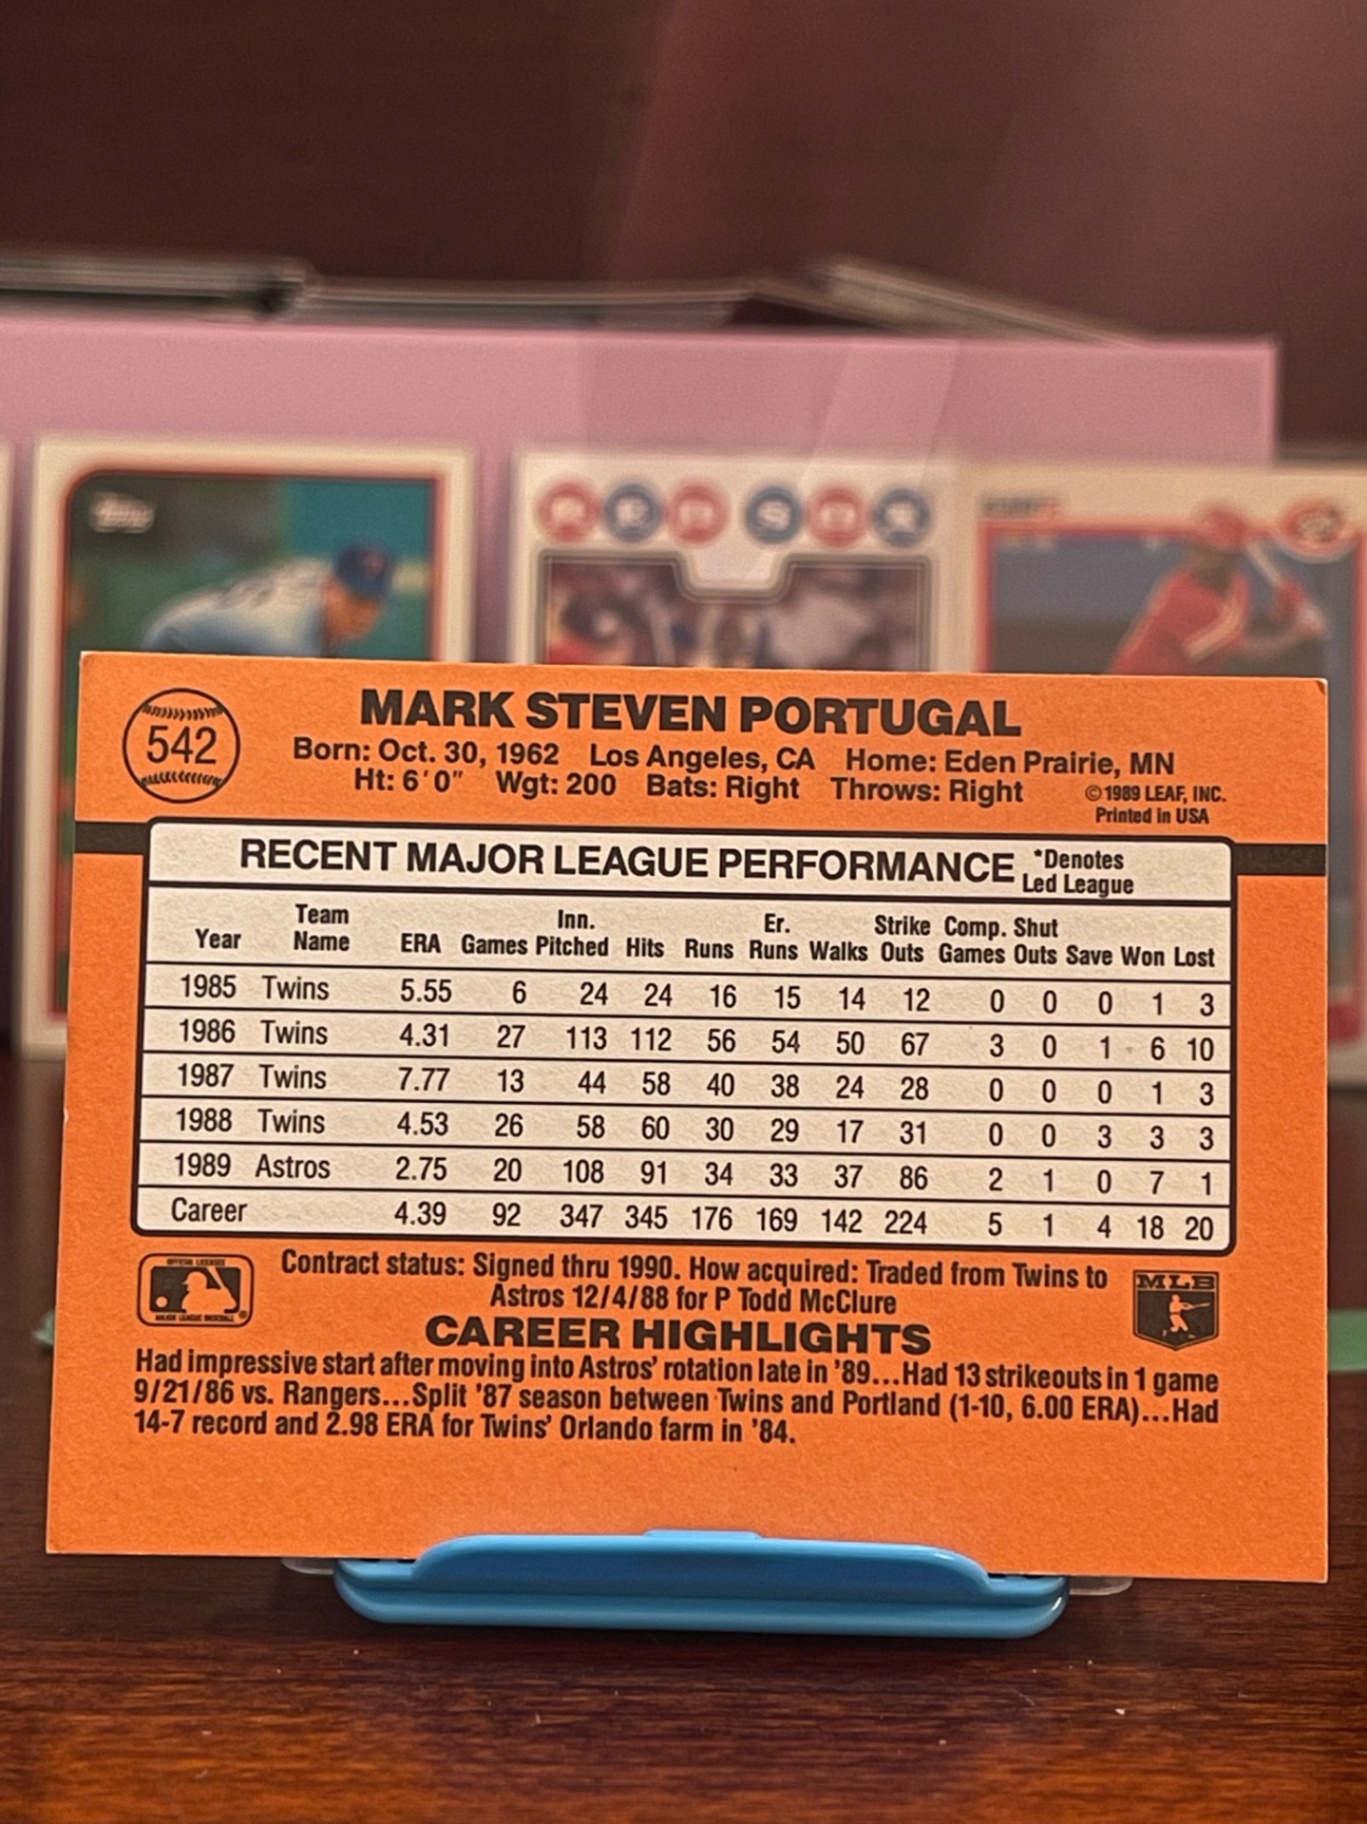 Topps
RED SOX
542
MARK STEVEN PORTUGAL
Born: Oct. 30, 1962 Los Angeles, CA Home: Eden Prairie, MN
Ht: 6'0" Wgt: 200 Bats: Right Throws: Right
©1989 LEAF, INC.
Printed in USA
RECENT MAJOR LEAGUE PERFORMANCE *Denotes Led League
Year Team Name ERA Games Inn. Pitched Hits Runs Er. Runs Walks Strike Outs Comp. Games Shut Outs Save Won Lost
1985 Twins 5.55 6 24 24 16 15 14 12 0 0 0 1 3
1986 Twins 4.31 27 113 112 56 54 50 67 3 0 1 6 10
1987 Twins 7.77 13 44 58 40 38 24 28 0 0 0 1 3
1988 Twins 4.53 26 58 60 30 29 17 31 0 0 3 3 3
1989 Astros 2.75 20 108 91 34 33 37 86 2 1 0 7 1
Career 4.39 92 347 345 176 169 142 224 5 1 4 18 20
Contract status: Signed thru 1990. How acquired: Traded from Twins to
Astros 12/4/88 for P Todd McClure
MLB
CAREER HIGHLIGHTS
Had impressive start after moving into Astros' rotation late in '89...Had 13 strikeouts in 1 game
9/21/86 vs. Rangers...Split '87 season between Twins and Portland (1-10, 6.00 ERA)...Had
14-7 record and 2.98 ERA for Twins' Orlando farm in '84.